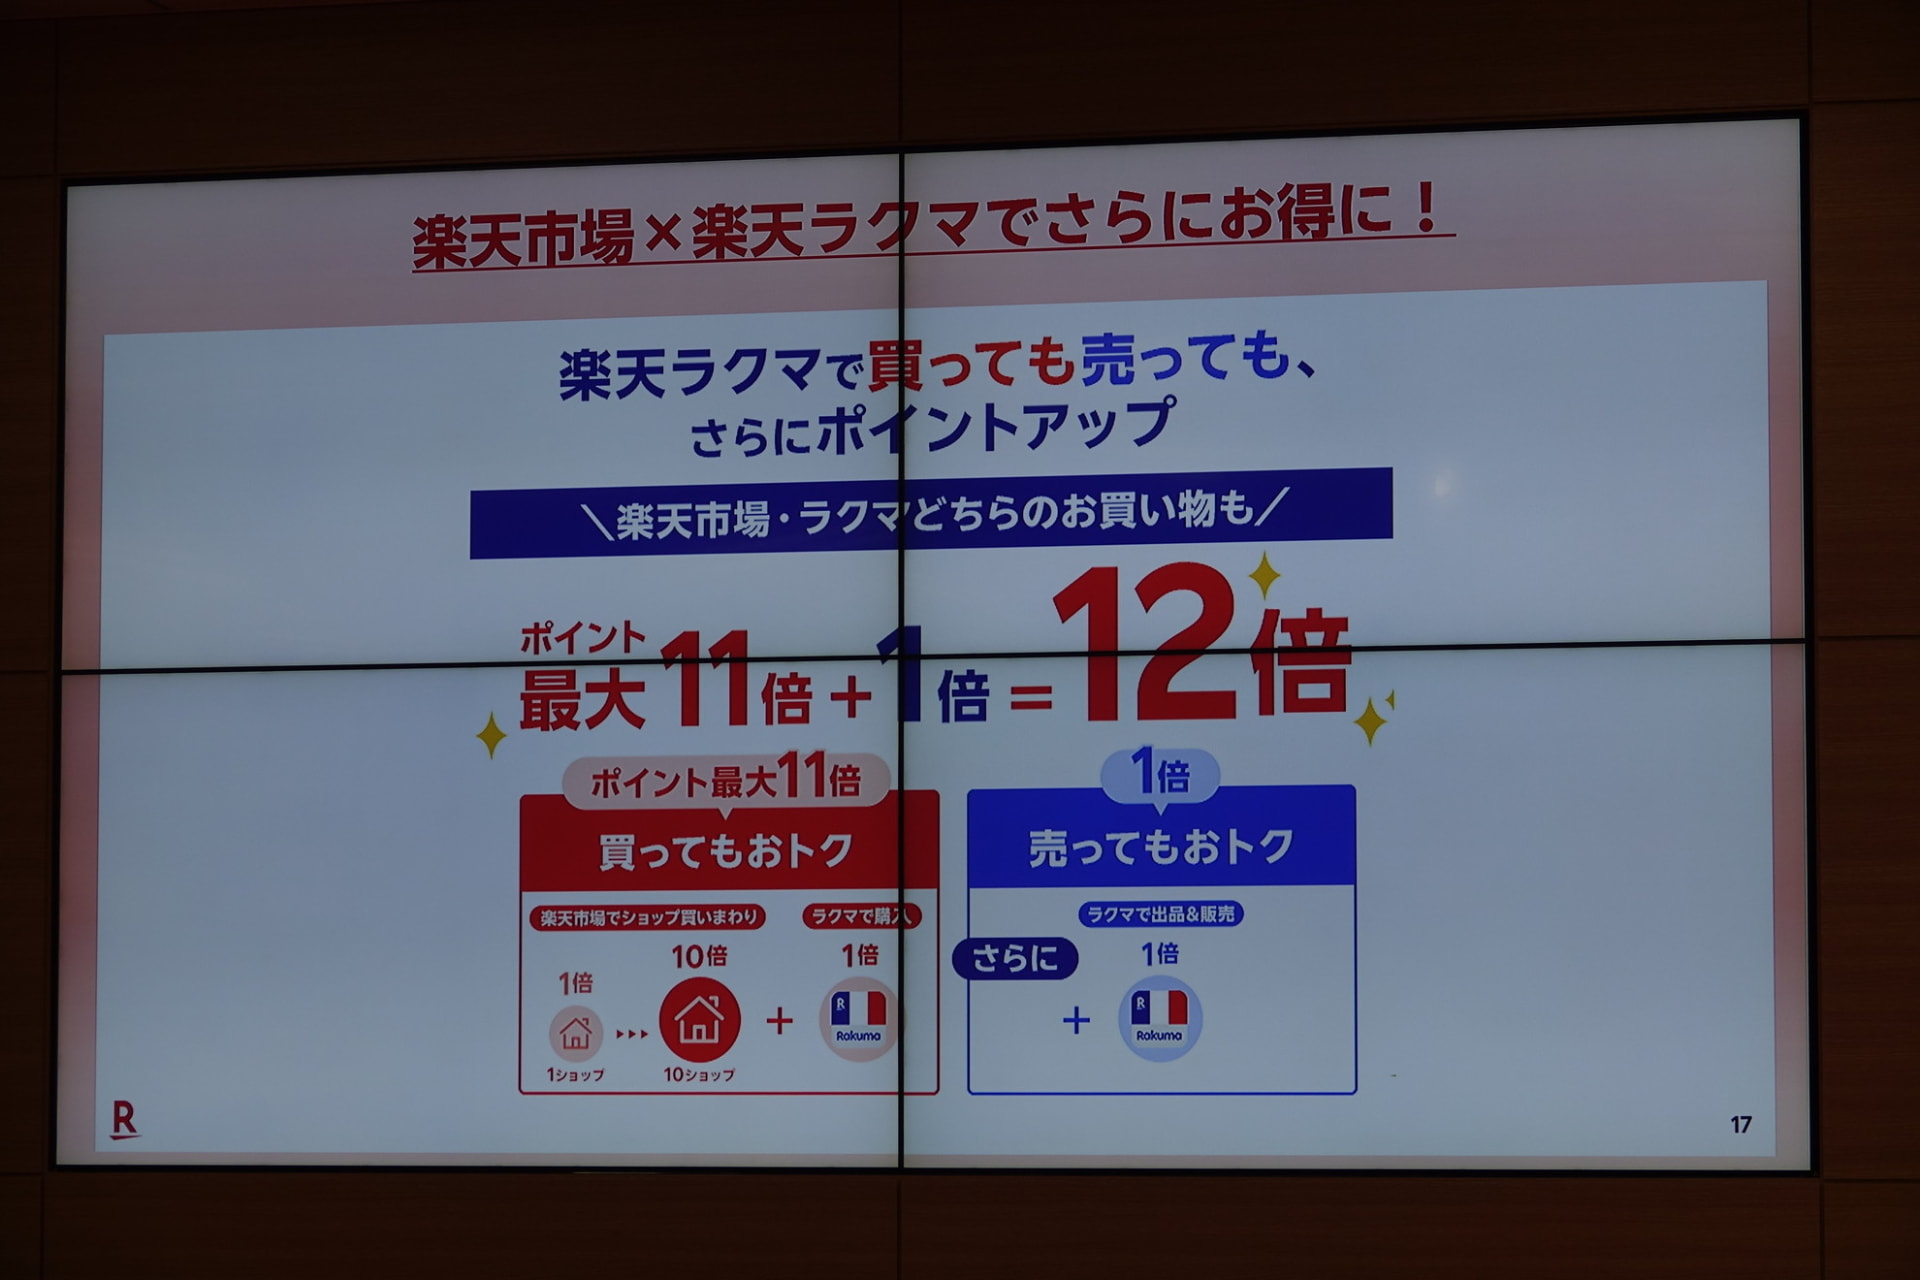 楽天市場×楽天ラクマでさらにお得に！
楽天ラクマで買っても売っても、
さらにポイントアップ
＼楽天市場・ラクマどちらのお買い物も／
ポイント
最大11倍+1倍=12倍
ポイント最大11倍
買ってもおトク
楽天市場でショップ買いまわり
ラクマで購入
1倍
10倍
1倍
1ショップ
10ショップ
+
R
Rakuma
1倍
売ってもおトク
ラクマで出品&販売
さらに
1倍
+
R
Rakuma
R
17